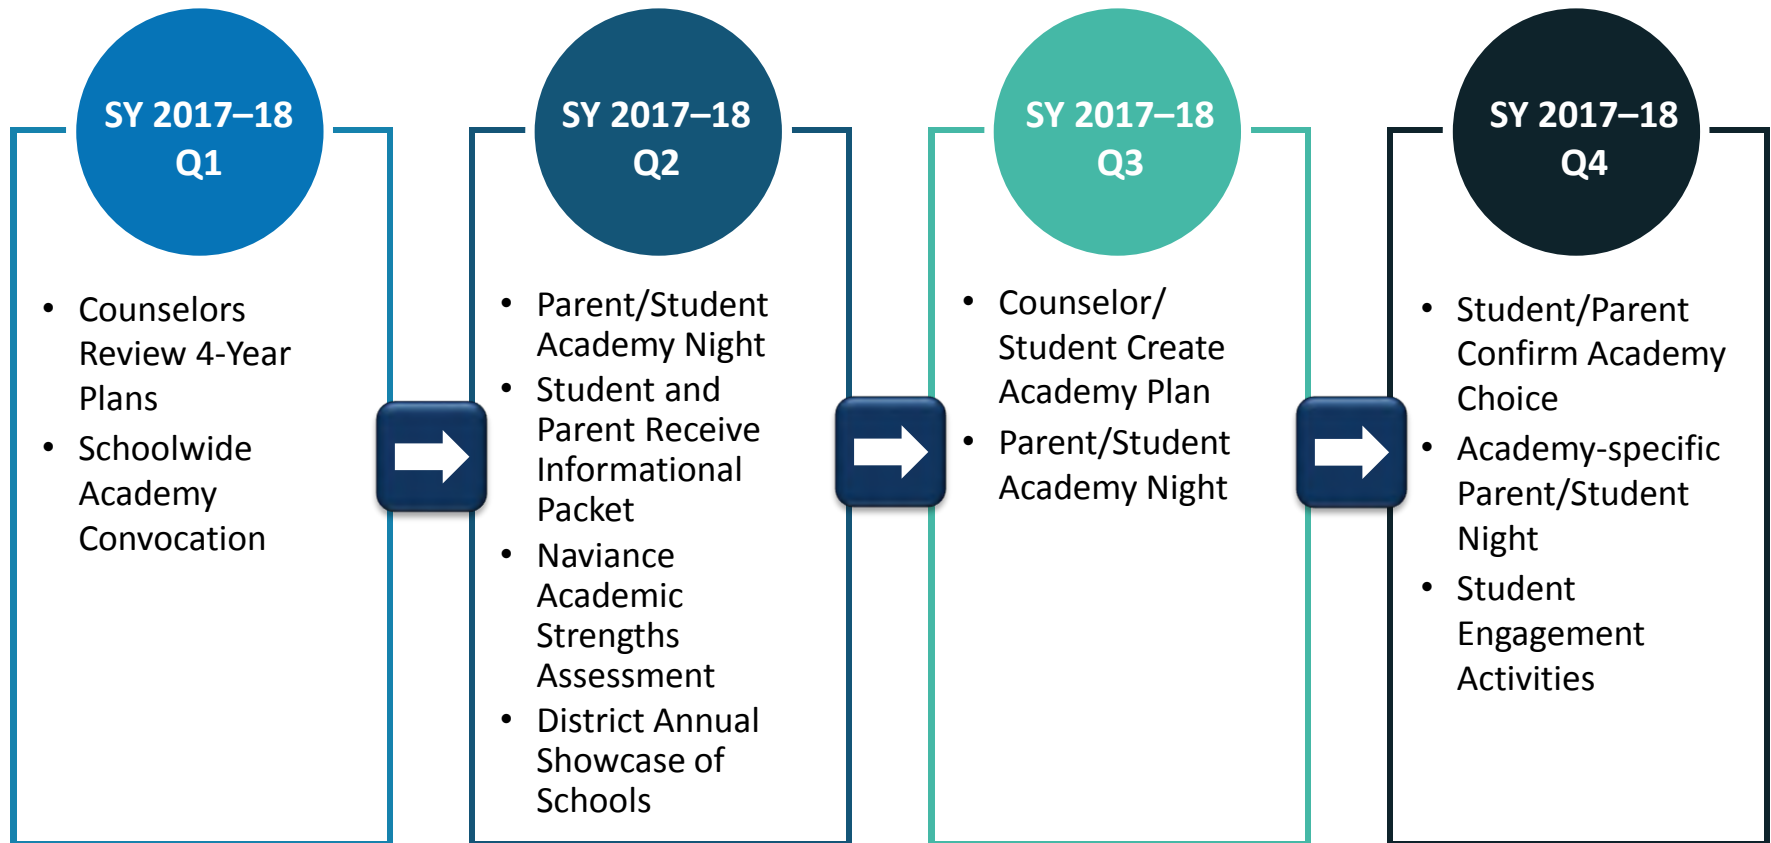 SY 2017–18
Q1
• Counselors
Review 4-Year
Plans
• Schoolwide
Academy
Convocation
SY 2017–18
Q2
• Parent/Student
Academy Night
• Student and
Parent Receive
Informational
Packet
• Naviance
Academic
Strengths
Assessment
• District Annual
Showcase of
Schools
SY 2017–18
Q3
• Counselor/
Student Create
Academy Plan
• Parent/Student
Academy Night
SY 2017–18
Q4
• Student/Parent
Confirm Academy
Choice
• Academy-specific
Parent/Student
Night
• Student
Engagement
Activities